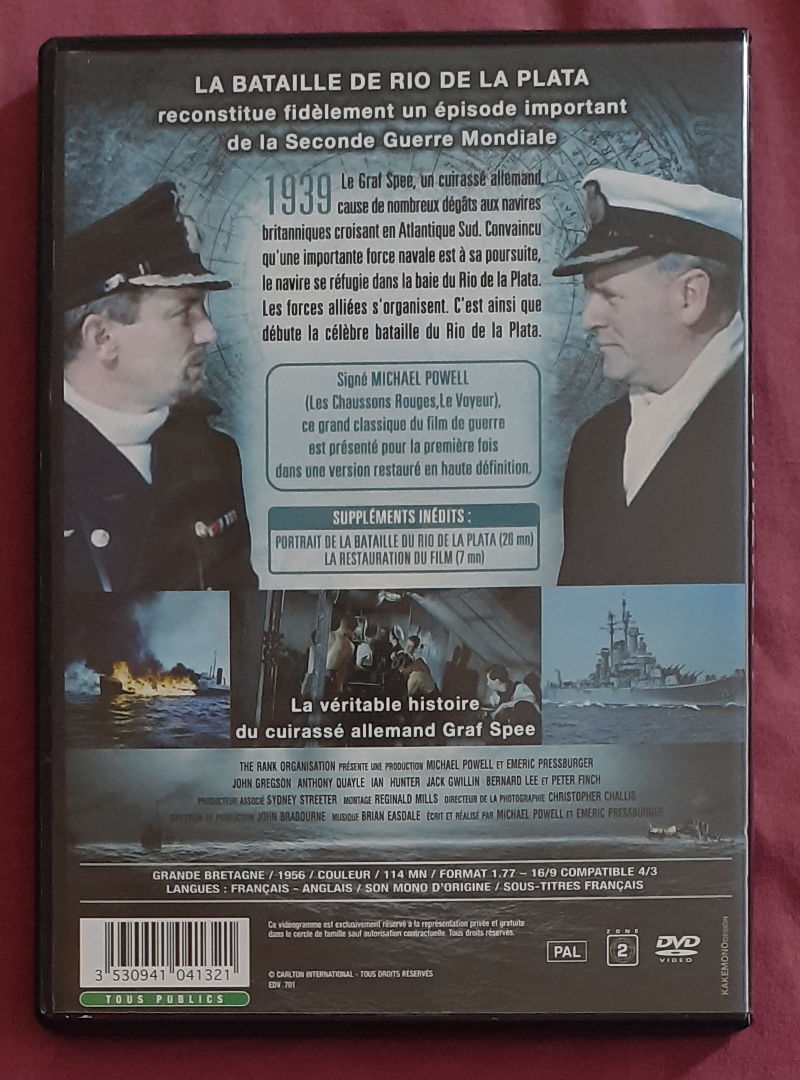 LA BATAILLE DE RIO DE LA PLATA
reconstitue fidèlement un épisode important
de la Seconde Guerre Mondiale
1939 Le Graf Spee, un cuirassé allemand,
cause de nombreux dégâts aux navires
britanniques croisant en Atlantique Sud. Convaincu
qu'une importante force navale est à sa poursuite,
le navire se réfugie dans la baie du Rio de la Plata.
Les forces alliées s'organisent. C'est ainsi que
débute la célèbre bataille du Rio de la Plata.
Signé MICHAEL POWELL
(Les Chaussons Rouges,Le Voyeur),
ce grand classique du film de guerre
est présenté pour la première fois
dans une version restauré en haute définition.
SUPPLÉMENTS INÉDITS :
PORTRAIT DE LA BATAILLE DU RIO DE LA PLATA (26 mn)
LA RESTAURATION DU FILM (7 mn)
La véritable histoire
du cuirassé allemand Graf Spee
THE RANK ORGANISATION PRÉSENTE UNE PRODUCTION MICHAEL POWELL ET EMERIC PRESSBURGER
JOHN GREGSON ANTHONY QUAYLE IAN HUNTER JACK GWILLIN BERNARD LEE ET PETER FINCH
PRODUCTEUR ASSOCIÉ SYDNEY STREETER MONTAGE REGINALD MILLS DIRECTEUR DE LA PHOTOGRAPHIE CHRISTOPHER CHALLIS
DIRECTEUR DE PRODUCTION JOHN BRABOURNE MUSIQUE BRIAN EASDALE ÉCRIT ET RÉALISÉ PAR MICHAEL POWELL ET EMERIC PRESSBURGER
GRANDE BRETAGNE / 1956 / COULEUR / 114 MN / FORMAT 1.77 – 16/9 COMPATIBLE 4/3
LANGUES : FRANÇAIS – ANGLAIS / SON MONO D'ORIGINE / SOUS-TITRES FRANÇAIS
Ce vidéogramme est exclusivement réservé à la représentation privée et gratuite
dans le cercle de famille sauf autorisation contractuelle. Tous droits réservés.
© CARLTON INTERNATIONAL - TOUS DROITS RÉSERVÉS
EDV 701
3 530941 041321
TOUS PUBLICS
PAL
ZONE
2
DVD
VIDEO
KAKEMONO DESIGN